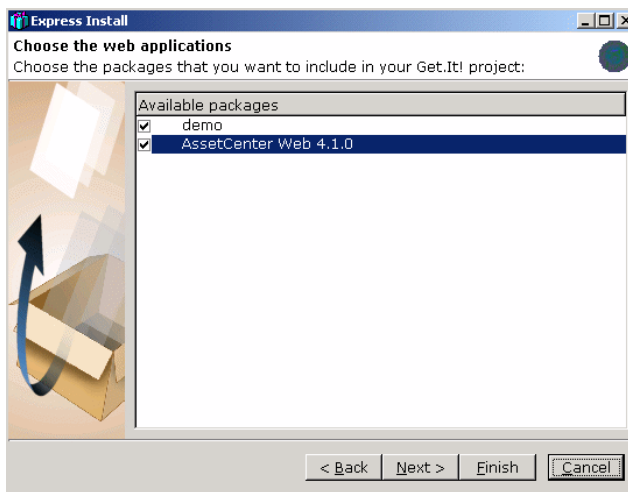 Express Install
Choose the web applications
Choose the packages that you want to include in your Get.It! project:
Available packages
demo
AssetCenter Web 4.1.0
< Back Next > Finish Cancel